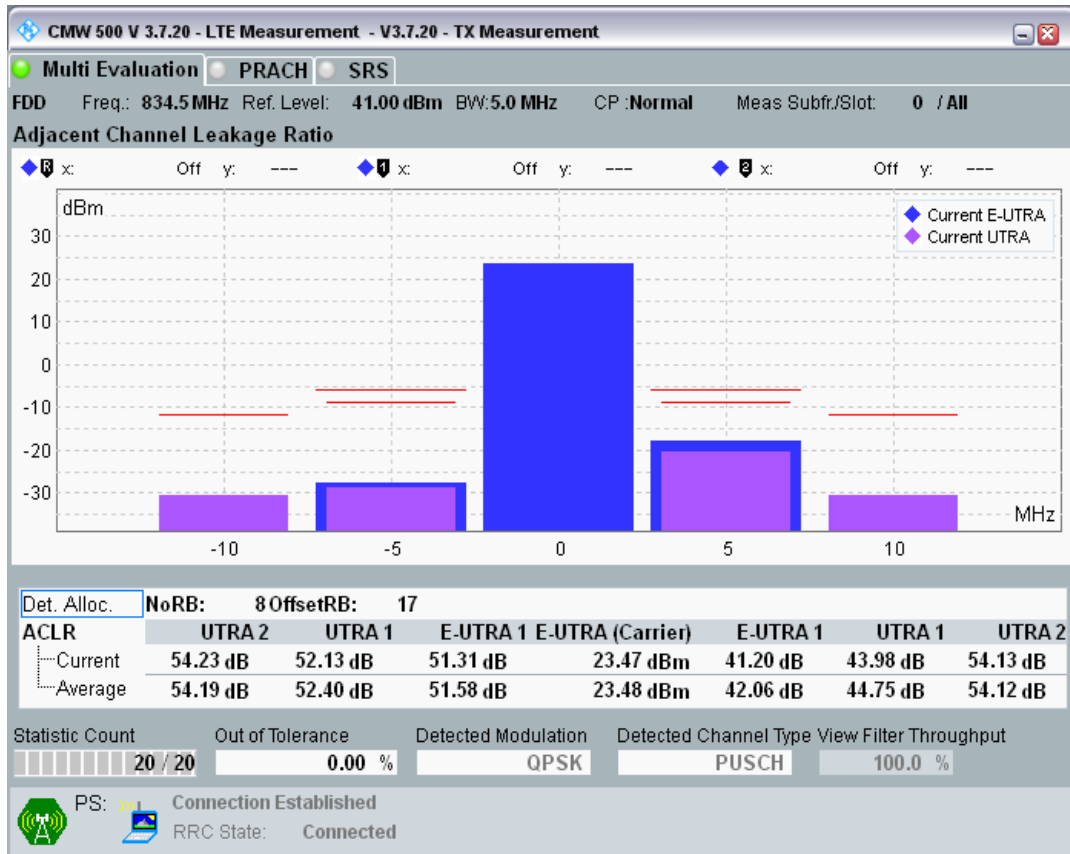 CMW 500 V 3.7.20 - LTE Measurement - V3.7.20 - TX Measurement
Multi Evaluation PRACH SRS
FDD Freq.: 834.5 MHz Ref. Level: 41.00 dBm BW: 5.0 MHz CP : Normal Meas Subfr./Slot: 0 / All
Adjacent Channel Leakage Ratio
R x: Off y: --- 1 x: Off y: --- 2 x: Off y: ---
dBm
Current E-UTRA
Current UTRA
30
20
10
0
-10
-20
-30
MHz
-10 -5 0 5 10
Det. Alloc. NoRB: 8 OffsetRB: 17
ACLR UTRA 2 UTRA 1 E-UTRA 1 E-UTRA (Carrier) E-UTRA 1 UTRA 1 UTRA 2
Current 54.23 dB 52.13 dB 51.31 dB 23.47 dBm 41.20 dB 43.98 dB 54.13 dB
Average 54.19 dB 52.40 dB 51.58 dB 23.48 dBm 42.06 dB 44.75 dB 54.12 dB
Statistic Count Out of Tolerance Detected Modulation Detected Channel Type View Filter Throughput
20 / 20 0.00 % QPSK PUSCH 100.0 %
PS: Connection Established
RRC State: Connected